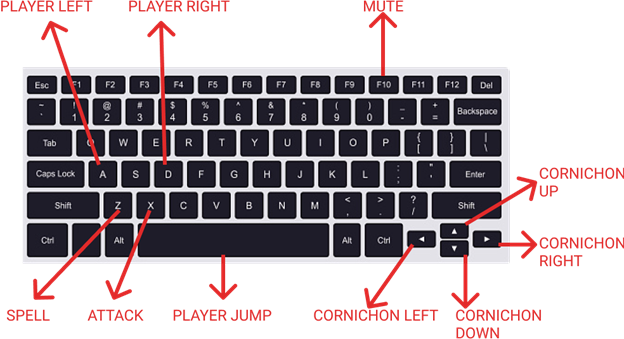 PLAYER LEFT PLAYER RIGHT MUTE
Esc F1 F2 F3 F4 F5 F6 F7 F8 F9 F10 F11 F12 Del
~ ! @ # $ % ^ & * ( ) _ + Backspace
` 1 2 3 4 5 6 7 8 9 0 - =
Tab Q W E R T Y U I O P { } |
[ ] \
Caps Lock A S D F G H J K L : " Enter
; '
Shift Z X C V B N M < > ? Shift
, . /
Ctrl Alt Alt Ctrl ◄ ▲ ▼ ►
CORNICHON
UP
CORNICHON
RIGHT
SPELL ATTACK PLAYER JUMP CORNICHON LEFT CORNICHON
DOWN